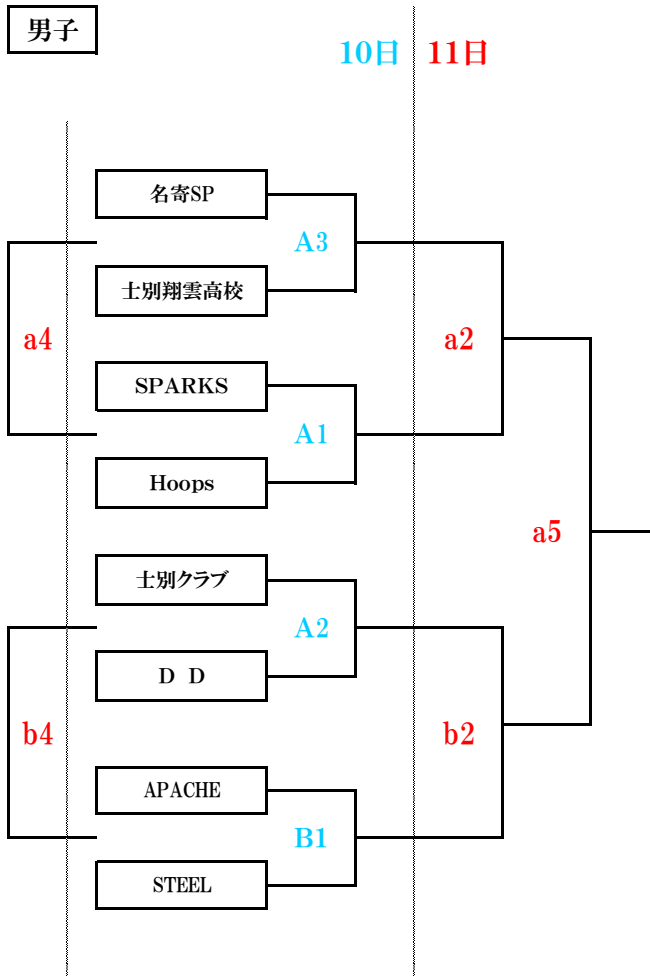 男子
10日 11日
名寄SP
A3
士別翔雲高校
a4
a2
SPARKS
A1
Hoops
a5
士別クラブ
A2
D D
b4
b2
APACHE
B1
STEEL